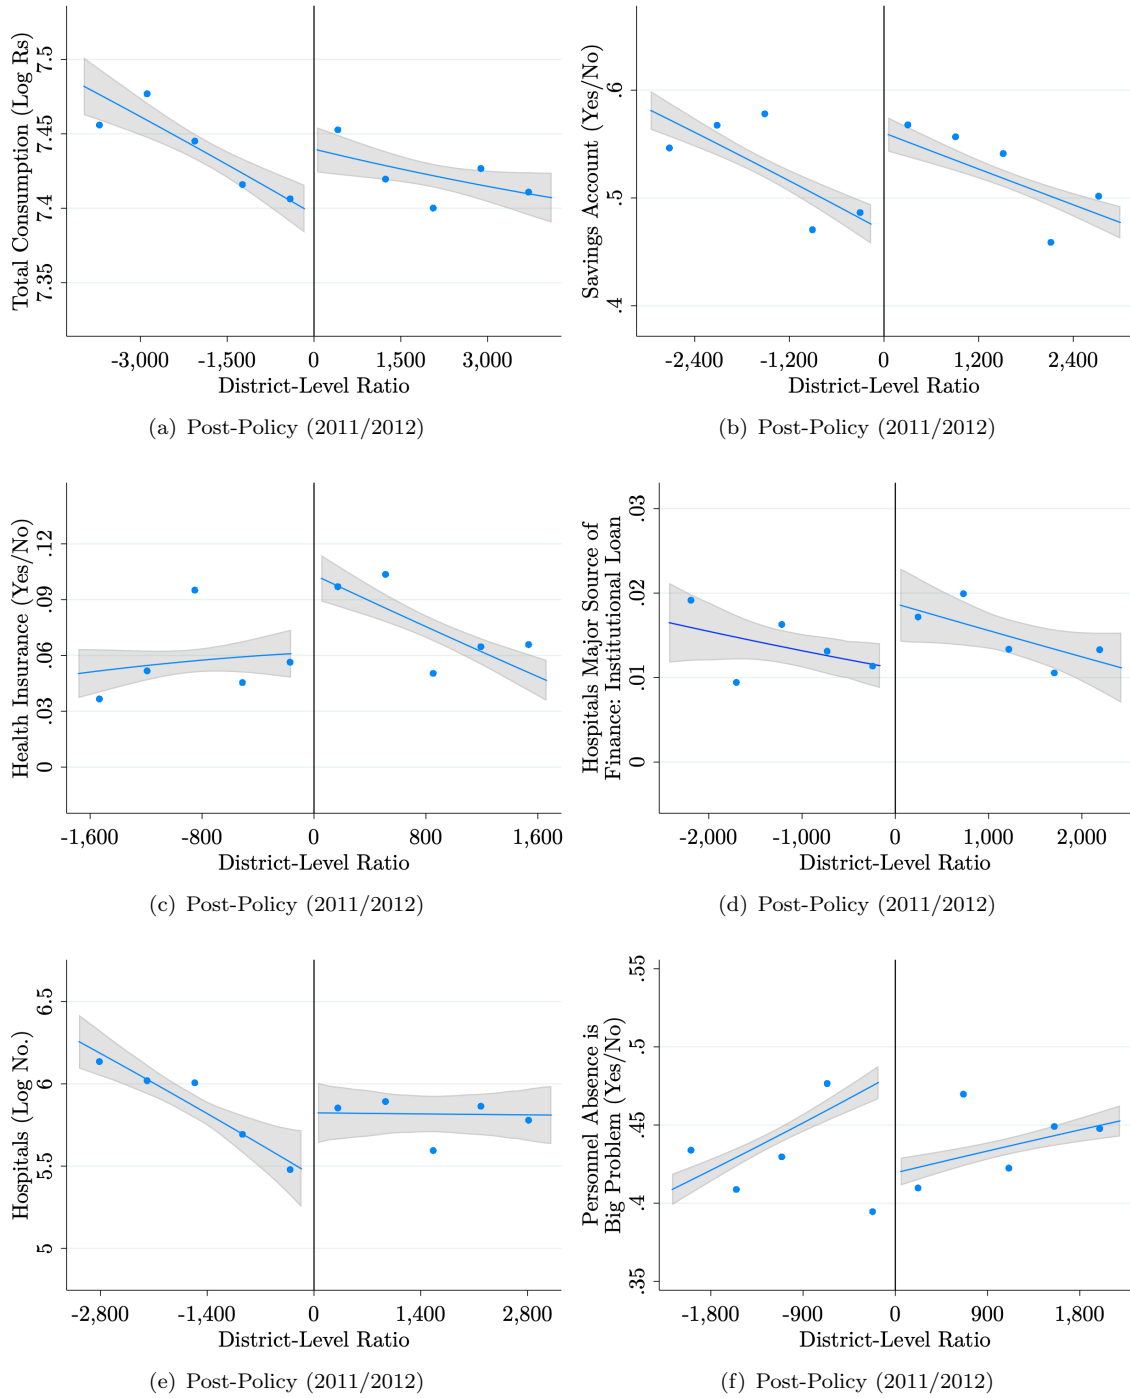 Total Consumption (Log Rs)
7.5
7.45
7.4
7.35
-3,000 -1,500 0 1,500 3,000
District-Level Ratio
(a) Post-Policy (2011/2012)
Savings Account (Yes/No)
.6
.5
.4
-2,400 -1,200 0 1,200 2,400
District-Level Ratio
(b) Post-Policy (2011/2012)
Health Insurance (Yes/No)
.12
.09
.06
.03
0
-1,600 -800 0 800 1,600
District-Level Ratio
(c) Post-Policy (2011/2012)
Hospitals Major Source of
Finance: Institutional Loan
.03
.02
.01
0
-2,000 -1,000 0 1,000 2,000
District-Level Ratio
(d) Post-Policy (2011/2012)
Hospitals (Log No.)
6.5
6
5.5
5
-2,800 -1,400 0 1,400 2,800
District-Level Ratio
(e) Post-Policy (2011/2012)
Personnel Absence is
Big Problem (Yes/No)
.55
.5
.45
.4
.35
-1,800 -900 0 900 1,800
District-Level Ratio
(f) Post-Policy (2011/2012)